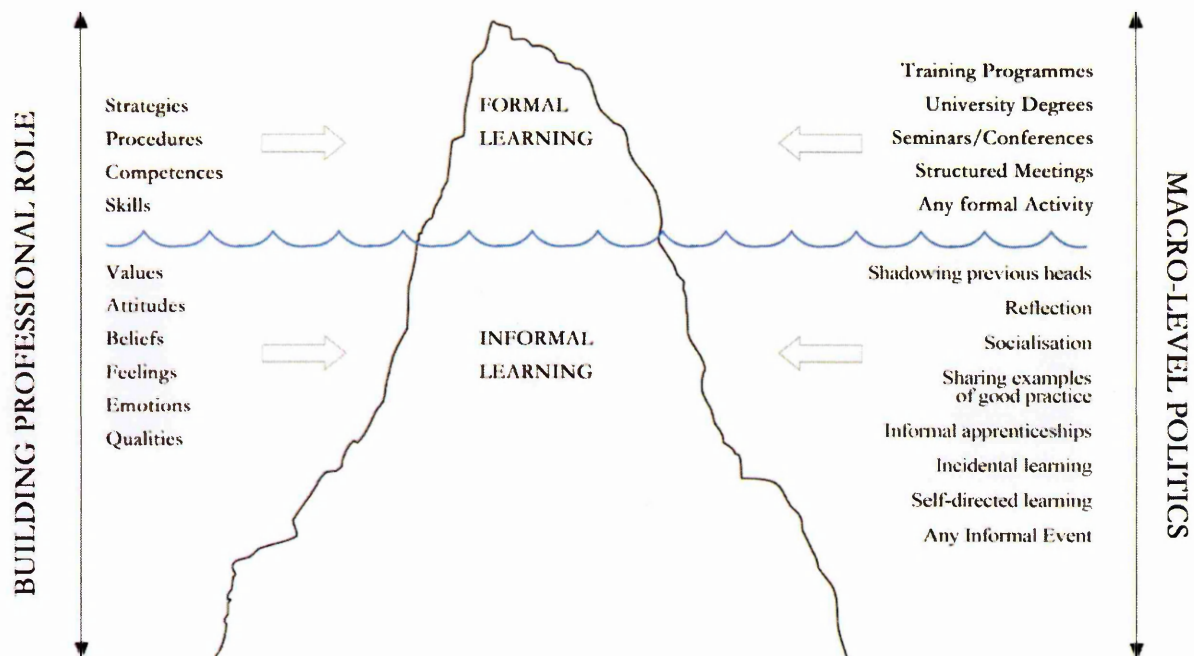 BUILDING PROFESSIONAL ROLE
Strategies
Procedures
Competences
Skills
Values
Attitudes
Beliefs
Feelings
Emotions
Qualities
FORMAL
LEARNING
INFORMAL
LEARNING
Training Programmes
University Degrees
Seminars/Conferences
Structured Meetings
Any formal Activity
Shadowing previous heads
Reflection
Socialisation
Sharing examples
of good practice
Informal apprenticeships
Incidental learning
Self-directed learning
Any Informal Event
MACRO-LEVEL POLITICS